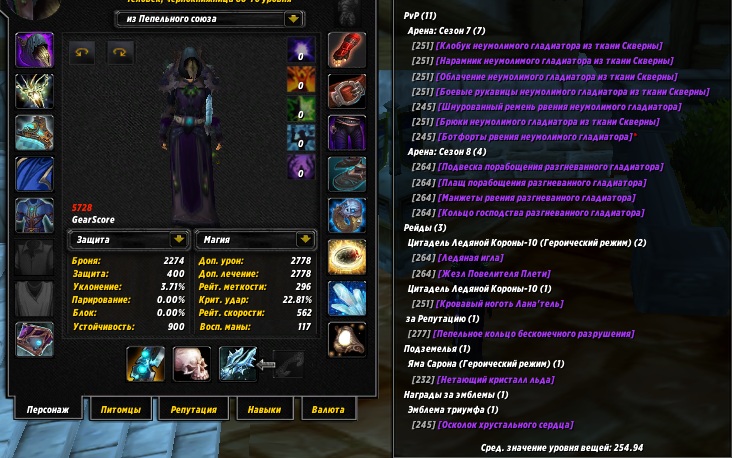 Человек, Чернокнижница 80-го уровня
из Пепельного союза
0
0
0
0
0
5728
GearScore
Защита
Магия
Броня: 2274
Защита: 400
Уклонение: 3.71%
Парирование: 0.00%
Блок: 0.00%
Устойчивость: 900
Доп. урон: 2778
Доп. лечение: 2778
Рейт. меткости: 296
Крит. удар: 22.81%
Рейт. скорости: 562
Восп. маны: 117
Персонаж
Питомцы
Репутация
Навыки
Валюта
PvP (11)
Арена: Сезон 7 (7)
[251] [Клобук неумолимого гладиатора из ткани Скверны]
[251] [Нарамник неумолимого гладиатора из ткани Скверны]
[251] [Облачение неумолимого гладиатора из ткани Скверны]
[251] [Боевые рукавицы неумолимого гладиатора из ткани Скверны]
[245] [Шнурованный ремень рвения неумолимого гладиатора]
[251] [Брюки неумолимого гладиатора из ткани Скверны]
[245] [Ботфорты рвения неумолимого гладиатора]*
Арена: Сезон 8 (4)
[264] [Подвеска порабощения разгневанного гладиатора]
[264] [Плащ порабощения разгневанного гладиатора]
[264] [Манжеты рвения разгневанного гладиатора]
[264] [Кольцо господства разгневанного гладиатора]
Рейды (3)
Цитадель Ледяной Короны-10 (Героический режим) (2)
[264] [Ледяная игла]
[264] [Жезл Повелителя Плети]
Цитадель Ледяной Короны-10 (1)
[251] [Кровавый ноготь Лана'тель]
за Репутацию (1)
[277] [Пепельное кольцо бесконечного разрушения]
Подземелья (1)
Яма Сарона (Героический режим) (1)
[232] [Нетающий кристалл льда]
Награды за эмблемы (1)
Эмблема триумфа (1)
[245] [Осколок хрустального сердца]
Сред. значение уровня вещей: 254.94